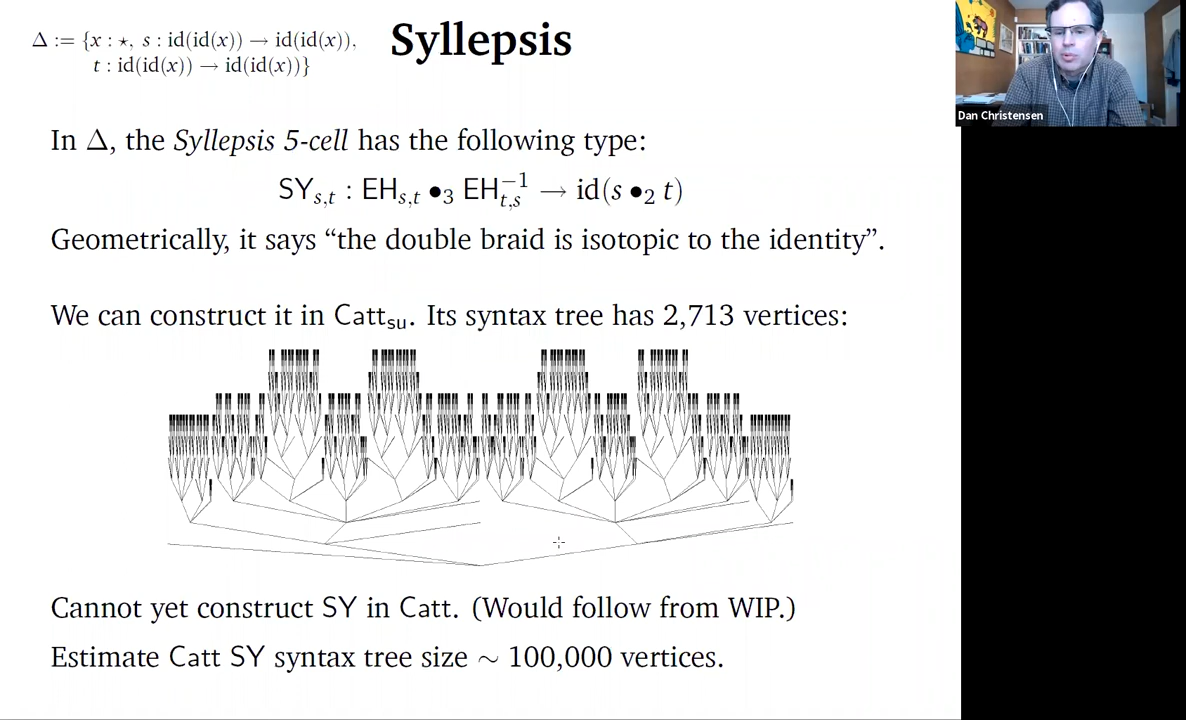 Δ := {x : ⋆, s : id(id(x)) → id(id(x)),
t : id(id(x)) → id(id(x))}
Syllepsis
Dan Christensen
In Δ, the Syllepsis 5-cell has the following type:
SY_{s,t} : EH_{s,t} •₃ EH_{t,s}^{−1} → id(s •₂ t)
Geometrically, it says “the double braid is isotopic to the identity”.
We can construct it in Catt_{su}. Its syntax tree has 2,713 vertices:
Cannot yet construct SY in Catt. (Would follow from WIP.)
Estimate Catt SY syntax tree size ∼ 100,000 vertices.